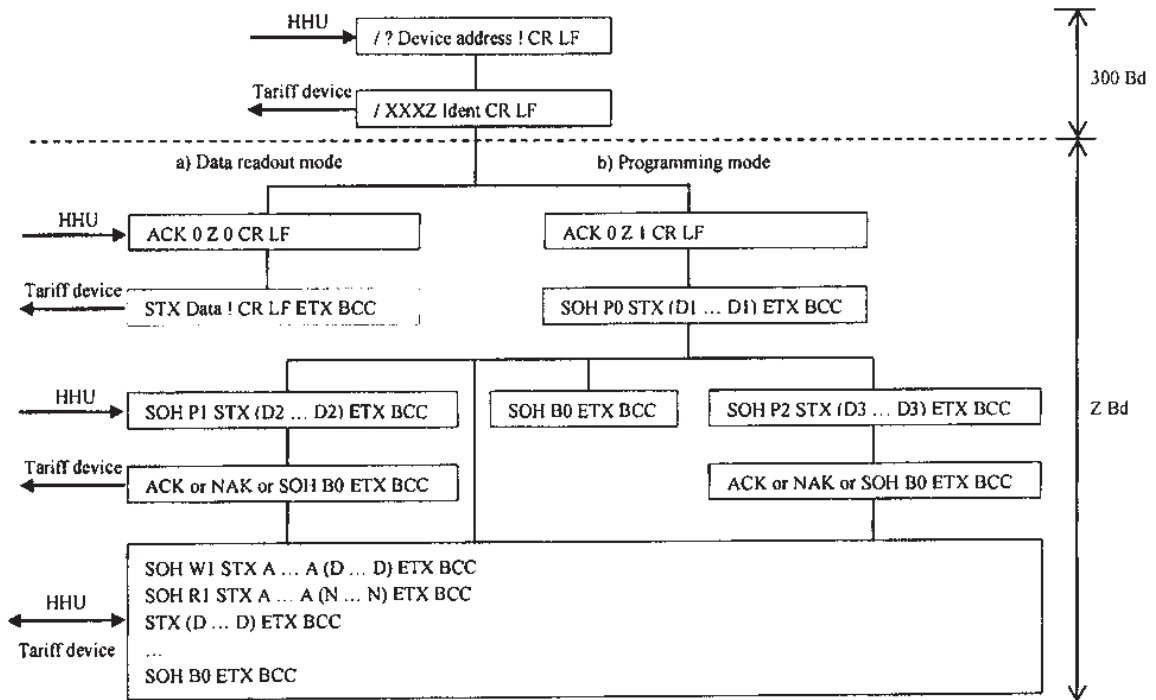 HHU
/ ? Device address ! CR LF
300 Bd
Tariff device
/ XXXZ Ident CR LF
a) Data readout mode
b) Programming mode
HHU
ACK 0 Z 0 CR LF
ACK 0 Z 1 CR LF
Tariff device
STX Data ! CR LF ETX BCC
SOH P0 STX (D1 ... D1) ETX BCC
HHU
SOH P1 STX (D2 ... D2) ETX BCC
SOH B0 ETX BCC
SOH P2 STX (D3 ... D3) ETX BCC
Z Bd
Tariff device
ACK or NAK or SOH B0 ETX BCC
ACK or NAK or SOH B0 ETX BCC
SOH W1 STX A ... A (D ... D) ETX BCC
SOH R1 STX A ... A (N ... N) ETX BCC
HHU
STX (D ... D) ETX BCC
Tariff device
...
SOH B0 ETX BCC